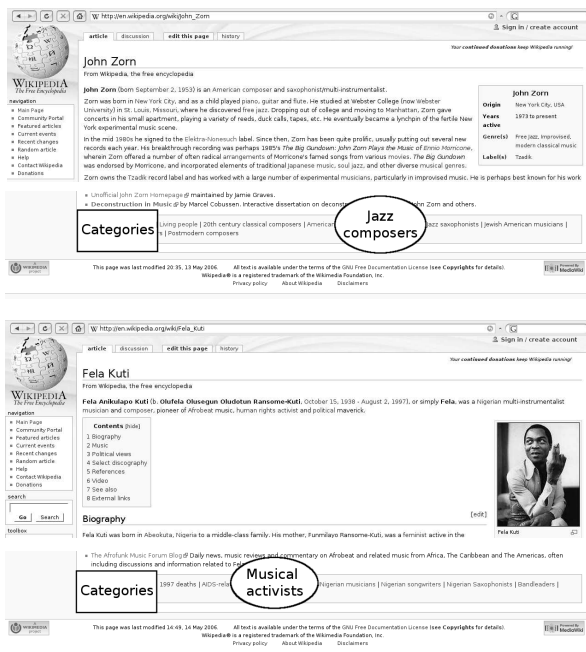 W http://en.wikipedia.org/wiki/John_Zorn
Sign in / create account
article discussion edit this page history
Your continued donations keep Wikipedia running!
John Zorn
From Wikipedia, the free encyclopedia
WIKIPEDIA
The Free Encyclopedia
navigation
Main Page
Community Portal
Featured articles
Current events
Recent changes
Random article
Help
Contact Wikipedia
Donations
John Zorn (born September 2, 1953) is an American composer and saxophonist/multi-instrumentalist.
Zorn was born in New York City, and as a child played piano, guitar and flute. He studied at Webster College (now Webster
University) in St. Louis, Missouri, where he discovered free jazz. Dropping out of college and moving to Manhattan, Zorn gave
concerts in his small apartment, playing a variety of reeds, duck calls, tapes, etc. He eventually became a lynchpin of the fertile New
York experimental music scene.
In the mid 1980s he signed to the Elektra-Nonesuch label. Since then, Zorn has been quite prolific, usually putting out several new
records each year. His breakthrough recording was perhaps 1985's The Big Gundown: John Zorn Plays the Music of Ennio Morricone,
wherein Zorn offered a number of often radical arrangements of Morricone's famed songs from various movies. The Big Gundown
was endorsed by Morricone, and incorporated elements of traditional Japanese music, soul jazz, and other diverse musical genres.
Zorn owns the Tzadik record label and has worked with a large number of experimental musicians, particularly in improvised music. He is perhaps best known for his work
John Zorn
Origin New York City, USA
Years active 1973 to present
Genre(s) Free Jazz, Improvised, modern classical music
Label(s) Tzadik
Unofficial John Zorn Homepage maintained by Jamie Graves.
Deconstruction in Music by Marcel Cobussen. Interactive dissertation on deconst John Zorn and others.
Categories
Living people | 20th century classical composers | American
Jazz composers
jazz saxophonists | Jewish American musicians |
| Postmodern composers
WIKIMEDIA project
This page was last modified 20:35, 13 May 2006. All text is available under the terms of the GNU Free Documentation License (see Copyrights for details).
Wikipedia® is a registered trademark of the Wikimedia Foundation, Inc.
Privacy policy About Wikipedia Disclaimers
Powered By MediaWiki
W http://en.wikipedia.org/wiki/Fela_Kuti
Sign in / create account
article discussion edit this page history
Your continued donations keep Wikipedia running!
Fela Kuti
From Wikipedia, the free encyclopedia
WIKIPEDIA
The Free Encyclopedia
navigation
Main Page
Community Portal
Featured articles
Current events
Recent changes
Random article
Help
Contact Wikipedia
Donations
search
Go Search
toolbox
Fela Anikulapo Kuti (b. Olufela Olusegun Oludotun Ransome-Kuti, October 15, 1938 - August 2, 1997), or simply Fela, was a Nigerian multi-instrumentalist
musician and composer, pioneer of Afrobeat music, human rights activist and political maverick.
Contents [hide]
1 Biography
2 Music
3 Political views
4 Select discography
5 References
6 Video
7 See also
8 External links
Fela Kuti
Biography
[edit]
Fela Kuti was born in Abeokuta, Nigeria to a middle-class family. His mother, Funmilayo Ransome-Kuti, was a feminist active in the
The Afrofunk Music Forum Blog Daily news, music reviews and commentary on Afrobeat and related music from Africa, The Caribbean and The Americas, often
including discussions and information related to Fel
Categories
1997 deaths | AIDS-rela
Musical activists
Nigerian musicians | Nigerian songwriters | Nigerian Saxophonists | Bandleaders |
WIKIMEDIA project
This page was last modified 14:49, 14 May 2006. All text is available under the terms of the GNU Free Documentation License (see Copyrights for details).
Wikipedia® is a registered trademark of the Wikimedia Foundation, Inc.
Privacy policy About Wikipedia Disclaimers
Powered By MediaWiki